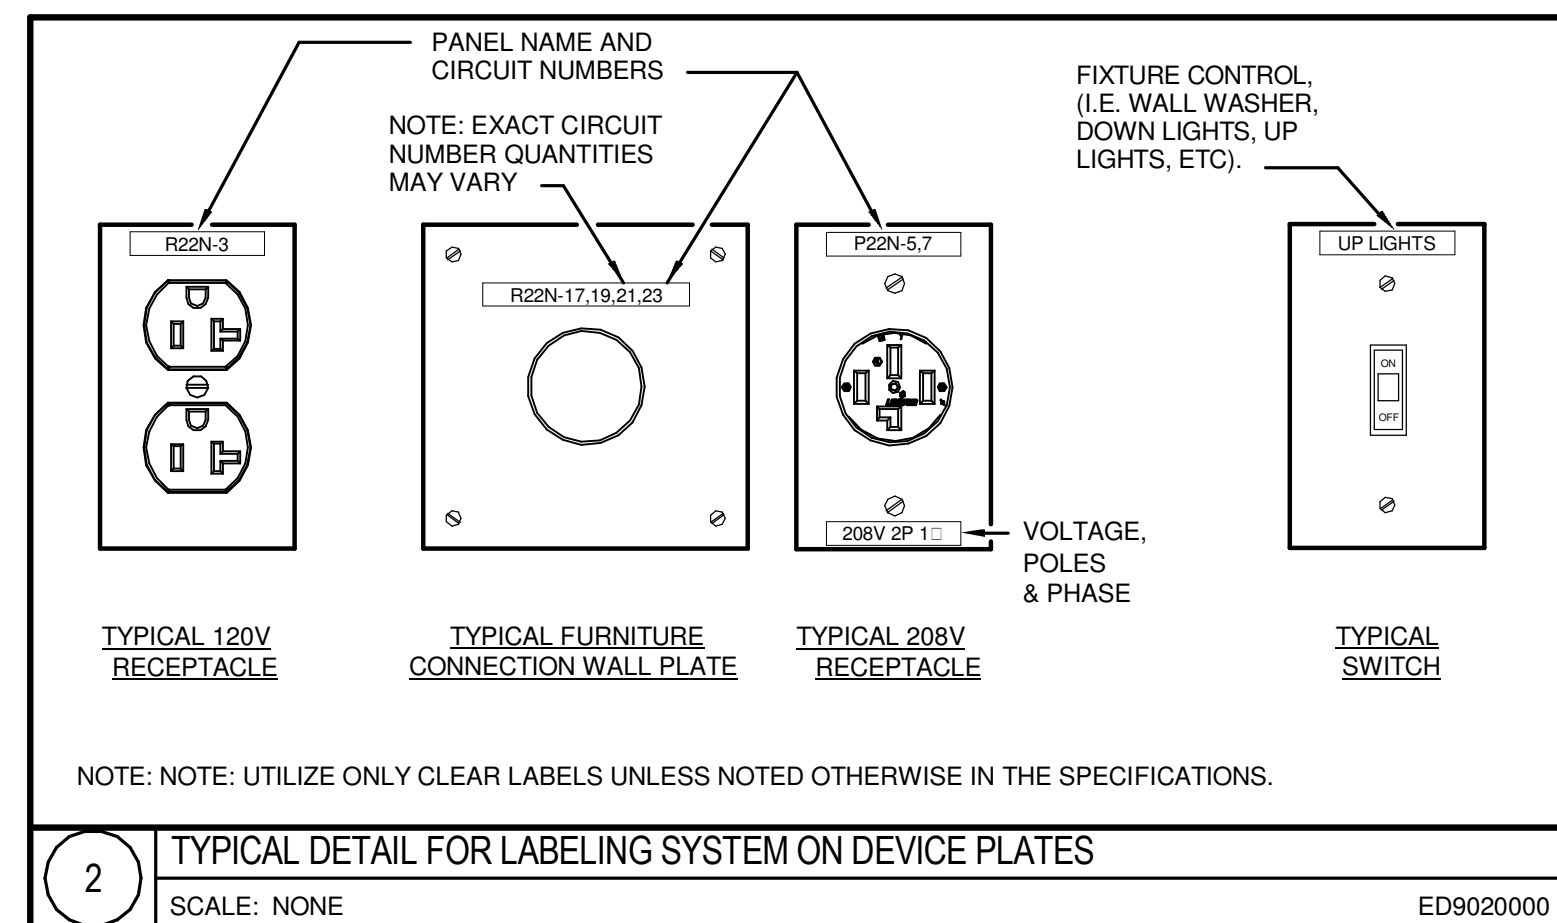 PANEL NAME AND
CIRCUIT NUMBERS
NOTE: EXACT CIRCUIT
NUMBER QUANTITIES
MAY VARY
FIXTURE CONTROL,
(I.E. WALL WASHER,
DOWN LIGHTS, UP
LIGHTS, ETC).
R22N-3
R22N-17,19,21,23
P22N-5,7
UP LIGHTS
ON
OFF
208V 2P 1□
VOLTAGE,
POLES
& PHASE
TYPICAL 120V
RECEPTACLE
TYPICAL FURNITURE
CONNECTION WALL PLATE
TYPICAL 208V
RECEPTACLE
TYPICAL
SWITCH
NOTE: NOTE: UTILIZE ONLY CLEAR LABELS UNLESS NOTED OTHERWISE IN THE SPECIFICATIONS.
2
TYPICAL DETAIL FOR LABELING SYSTEM ON DEVICE PLATES
SCALE: NONE
ED9020000